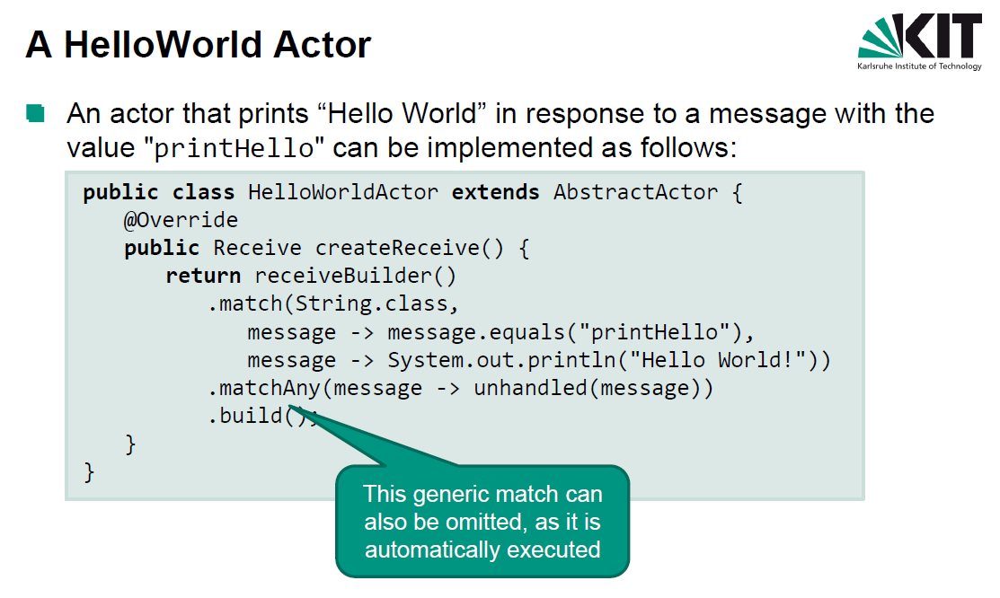 A HelloWorld Actor
KIT
Karlsruhe Institute of Technology
An actor that prints “Hello World” in response to a message with the
value "printHello" can be implemented as follows:
public class HelloWorldActor extends AbstractActor {
@Override
public Receive createReceive() {
return receiveBuilder()
.match(String.class,
message -> message.equals("printHello"),
message -> System.out.println("Hello World!"))
.matchAny(message -> unhandled(message))
.build();
}
}
This generic match can
also be omitted, as it is
automatically executed